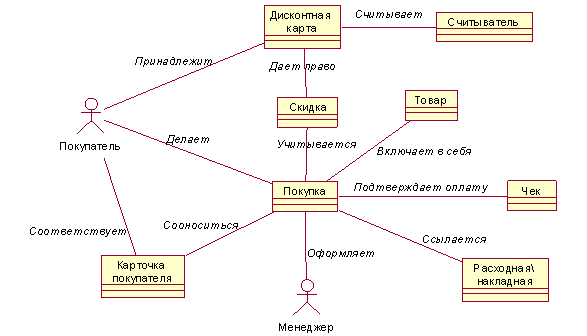 Дисконтная
карта
Считывает
Считыватель
Принадлежит
Дает право
Скидка
Товар
Покупатель
Делает
Учитывается
Включает в себя
Покупка
Подтверждает оплату
Чек
Соответствует
Сооноситься
Оформляет
Ссылается
Карточка
покупателя
Расходная\
накладная
Менеджер